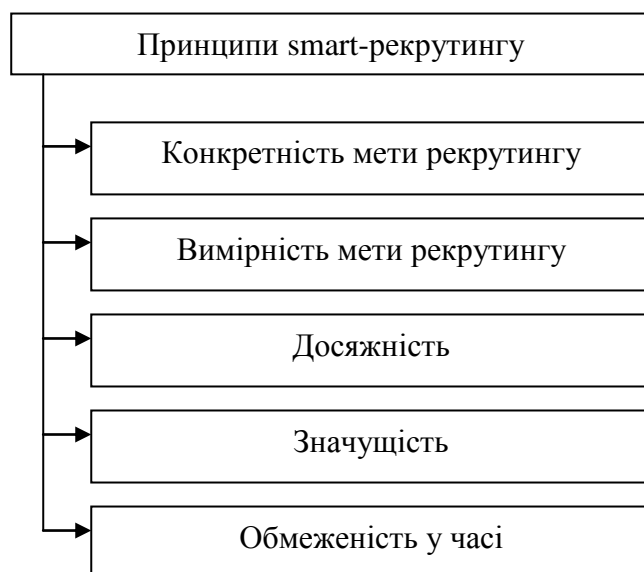 Принципи smart-рекрутингу
Конкретність мети рекрутингу
Вимірність мети рекрутингу
Досяжність
Значущість
Обмеженість у часі